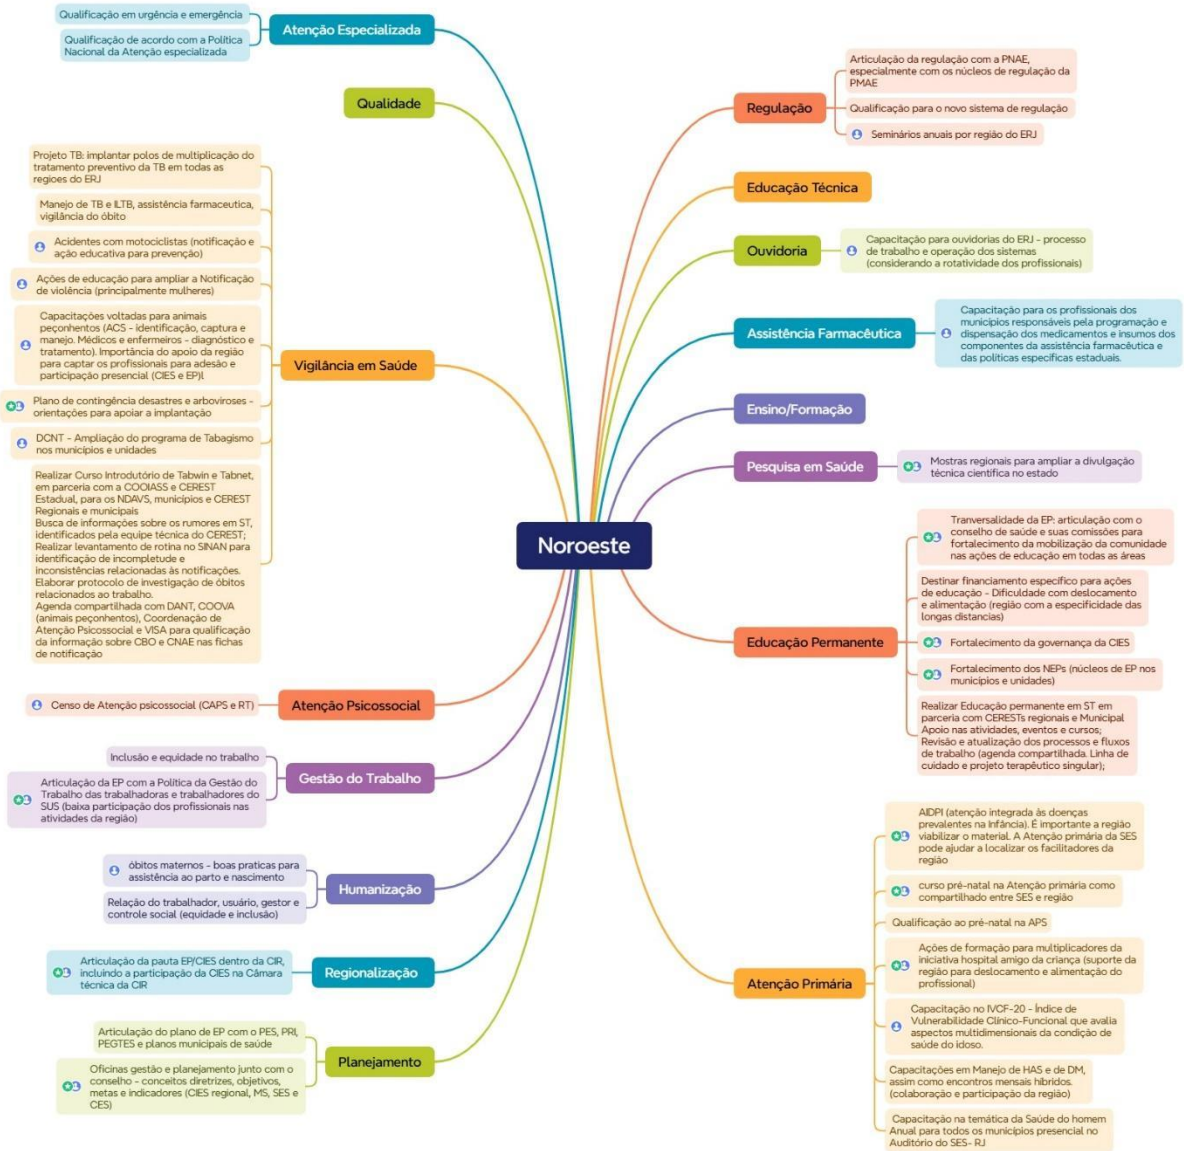 Noroeste
Atenção Especializada
Qualificação em urgência e emergência
Qualificação de acordo com a Política
Nacional da Atenção especializada
Qualidade
Vigilância em Saúde
Projeto TB: implantar polos de multiplicação do
tratamento preventivo da TB em todas as
regioes do ERJ
Manejo de TB e ILTB, assistência farmaceutica,
vigilância do óbito
Acidentes com motociclistas (notificação e
ação educativa para prevenção)
Ações de educação para ampliar a Notificação
de violência (principalmente mulheres)
Capacitações voltadas para animais
peçonhentos (ACS - identificação, captura e
manejo. Médicos e enfermeiros - diagnóstico e
tratamento). Importância do apoio da região
para captar os profissionais para adesão e
participação presencial (CIES e EP)l
Plano de contingência desastres e arboviroses -
orientações para apoiar a implantação
DCNT - Ampliação do programa de Tabagismo
nos municípios e unidades
Realizar Curso Introdutório de Tabwin e Tabnet,
em parceria com a COOIASS e CEREST
Estadual, para os NDAVS, municípios e CEREST
Regionais e municipais
Busca de informações sobre os rumores em ST,
identificados pela equipe técnica do CEREST;
Realizar levantamento de rotina no SINAN para
identificação de incompletude e
inconsistências relacionadas às notificações.
Elaborar protocolo de investigação de óbitos
relacionados ao trabalho.
Agenda compartilhada com DANT, COOVA
(animais peçonhentos), Coordenação de
Atenção Psicossocial e VISA para qualificação
da informação sobre CBO e CNAE nas fichas
de notificação
Atenção Psicossocial
Censo de Atenção psicossocial (CAPS e RT)
Gestão do Trabalho
Inclusão e equidade no trabalho
Articulação da EP com a Política da Gestão do
Trabalho das trabalhadoras e trabalhadores do
SUS (baixa participação dos profissionais nas
atividades da região)
Humanização
óbitos maternos - boas praticas para
assistência ao parto e nascimento
Relação do trabalhador, usuário, gestor e
controle social (equidade e inclusão)
Regionalização
Articulação da pauta EP/CIES dentro da CIR,
incluindo a participação da CIES na Câmara
técnica da CIR
Planejamento
Articulação do plano de EP com o PES, PRI,
PEGTES e planos municipais de saúde
Oficinas gestão e planejamento junto com o
conselho - conceitos diretrizes, objetivos,
metas e indicadores (CIES regional, MS, SES e
CES)
Regulação
Articulação da regulação com a PNAE,
especialmente com os núcleos de regulação da
PMAE
Qualificação para o novo sistema de regulação
Seminários anuais por região do ERJ
Educação Técnica
Ouvidoria
Capacitação para ouvidorias do ERJ - processo
de trabalho e operação dos sistemas
(considerando a rotatividade dos profissionais)
Assistência Farmacêutica
Capacitação para os profissionais dos
municípios responsáveis pela programação e
dispensação dos medicamentos e insumos dos
componentes da assistência farmacêutica e
das políticas específicas estaduais.
Ensino/Formação
Pesquisa em Saúde
Mostras regionais para ampliar a divulgação
técnica científica no estado
Educação Permanente
Tranversalidade da EP: articulação com o
conselho de saúde e suas comissões para
fortalecimento da mobilização da comunidade
nas ações de educação em todas as áreas
Destinar financiamento específico para ações
de educação - Dificuldade com deslocamento
e alimentação (região com a especificidade das
longas distancias)
Fortalecimento da governança da CIES
Fortalecimento dos NEPs (núcleos de EP nos
municípios e unidades)
Realizar Educação permanente em ST em
parceria com CERESTs regionais e Municipal
Apoio nas atividades, eventos e cursos;
Revisão e atualização dos processos e fluxos
de trabalho (agenda compartilhada. Linha de
cuidado e projeto terapêutico singular);
Atenção Primária
AIDPI (atenção integrada às doenças
prevalentes na Infância). É importante a região
viabilizar o material. A Atenção primária da SES
pode ajudar a localizar os facilitadores da
região
curso pré-natal na Atenção primária como
compartilhado entre SES e região
Qualificação ao pré-natal na APS
Ações de formação para multiplicadores da
iniciativa hospital amigo da criança (suporte da
região para deslocamento e alimentação do
profissional)
Capacitação no IVCF-20 - Índice de
Vulnerabilidade Clínico-Funcional que avalia
aspectos multidimensionais da condição de
saúde do idoso.
Capacitações em Manejo de HAS e de DM,
assim como encontros mensais híbridos.
(colaboração e participação da região)
Capacitação na temática da Saúde do homem
Anual para todos os municípios presencial no
Auditório do SES- RJ